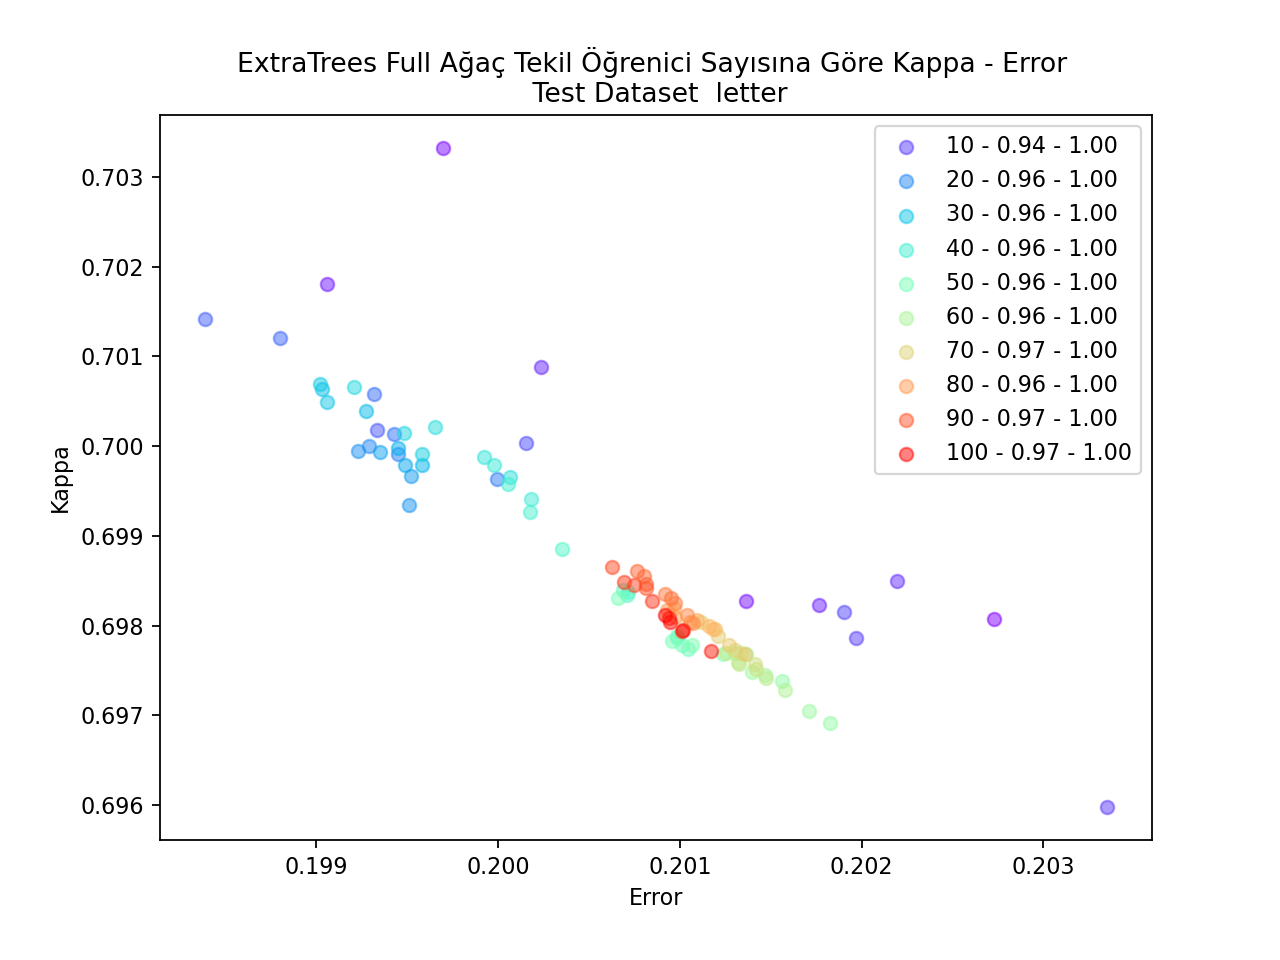 ExtraTrees Full Ağaç Tekil Öğrenici Sayısına Göre Kappa - Error
Test Dataset  letter
10 - 0.94 - 1.00
20 - 0.96 - 1.00
30 - 0.96 - 1.00
40 - 0.96 - 1.00
50 - 0.96 - 1.00
60 - 0.96 - 1.00
70 - 0.97 - 1.00
80 - 0.96 - 1.00
90 - 0.97 - 1.00
100 - 0.97 - 1.00
Kappa
0.703
0.702
0.701
0.700
0.699
0.698
0.697
0.696
0.199
0.200
0.201
0.202
0.203
Error